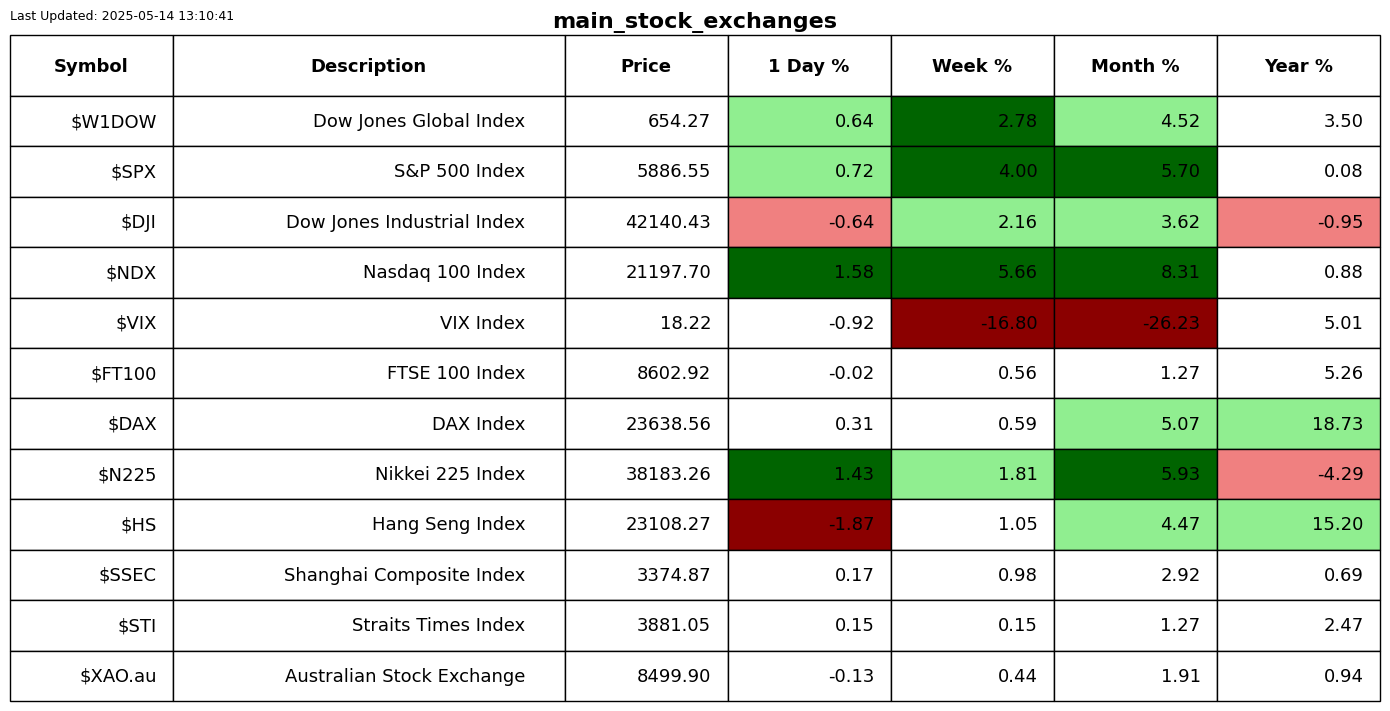 Last Updated: 2025-05-14 13:10:41
main_stock_exchanges
Symbol Description Price 1 Day % Week % Month % Year %
$W1DOW Dow Jones Global Index 654.27 0.64 2.78 4.52 3.50
$SPX S&P 500 Index 5886.55 0.72 4.00 5.70 0.08
$DJI Dow Jones Industrial Index 42140.43 -0.64 2.16 3.62 -0.95
$NDX Nasdaq 100 Index 21197.70 1.58 5.66 8.31 0.88
$VIX VIX Index 18.22 -0.92 -16.80 -26.23 5.01
$FT100 FTSE 100 Index 8602.92 -0.02 0.56 1.27 5.26
$DAX DAX Index 23638.56 0.31 0.59 5.07 18.73
$N225 Nikkei 225 Index 38183.26 1.43 1.81 5.93 -4.29
$HS Hang Seng Index 23108.27 -1.87 1.05 4.47 15.20
$SSEC Shanghai Composite Index 3374.87 0.17 0.98 2.92 0.69
$STI Straits Times Index 3881.05 0.15 0.15 1.27 2.47
$XAO.au Australian Stock Exchange 8499.90 -0.13 0.44 1.91 0.94